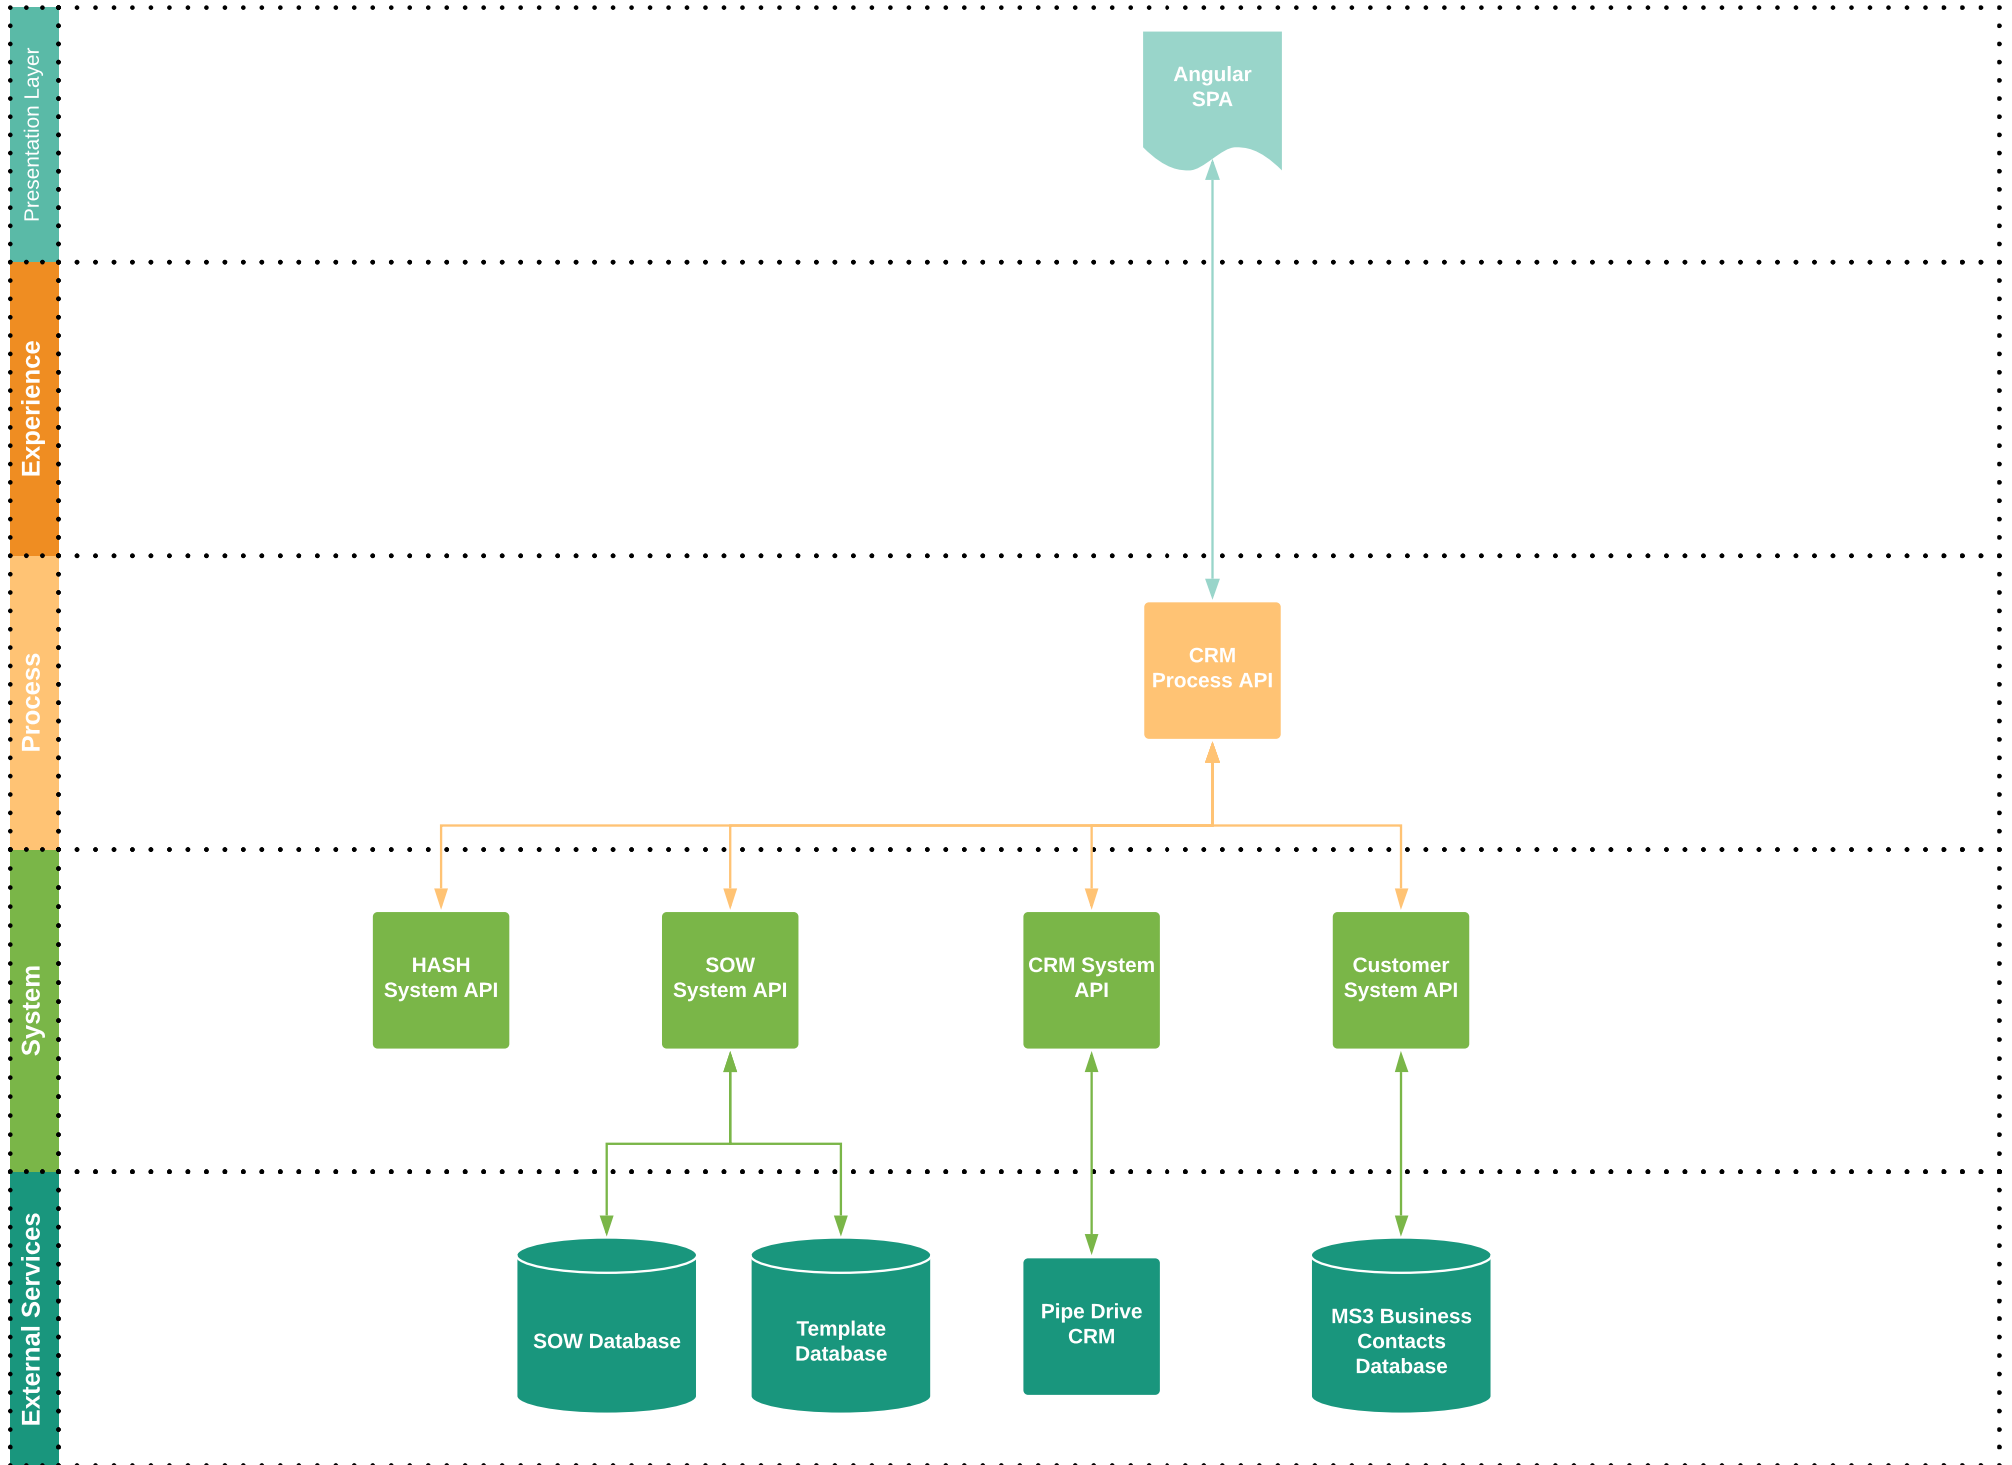 Presentation Layer
Angular
SPA
Experience
Process
CRM
Process API
System
HASH
System API
SOW
System API
CRM System
API
Customer
System API
External Services
SOW Database
Template
Database
Pipe Drive
CRM
MS3 Business
Contacts
Database